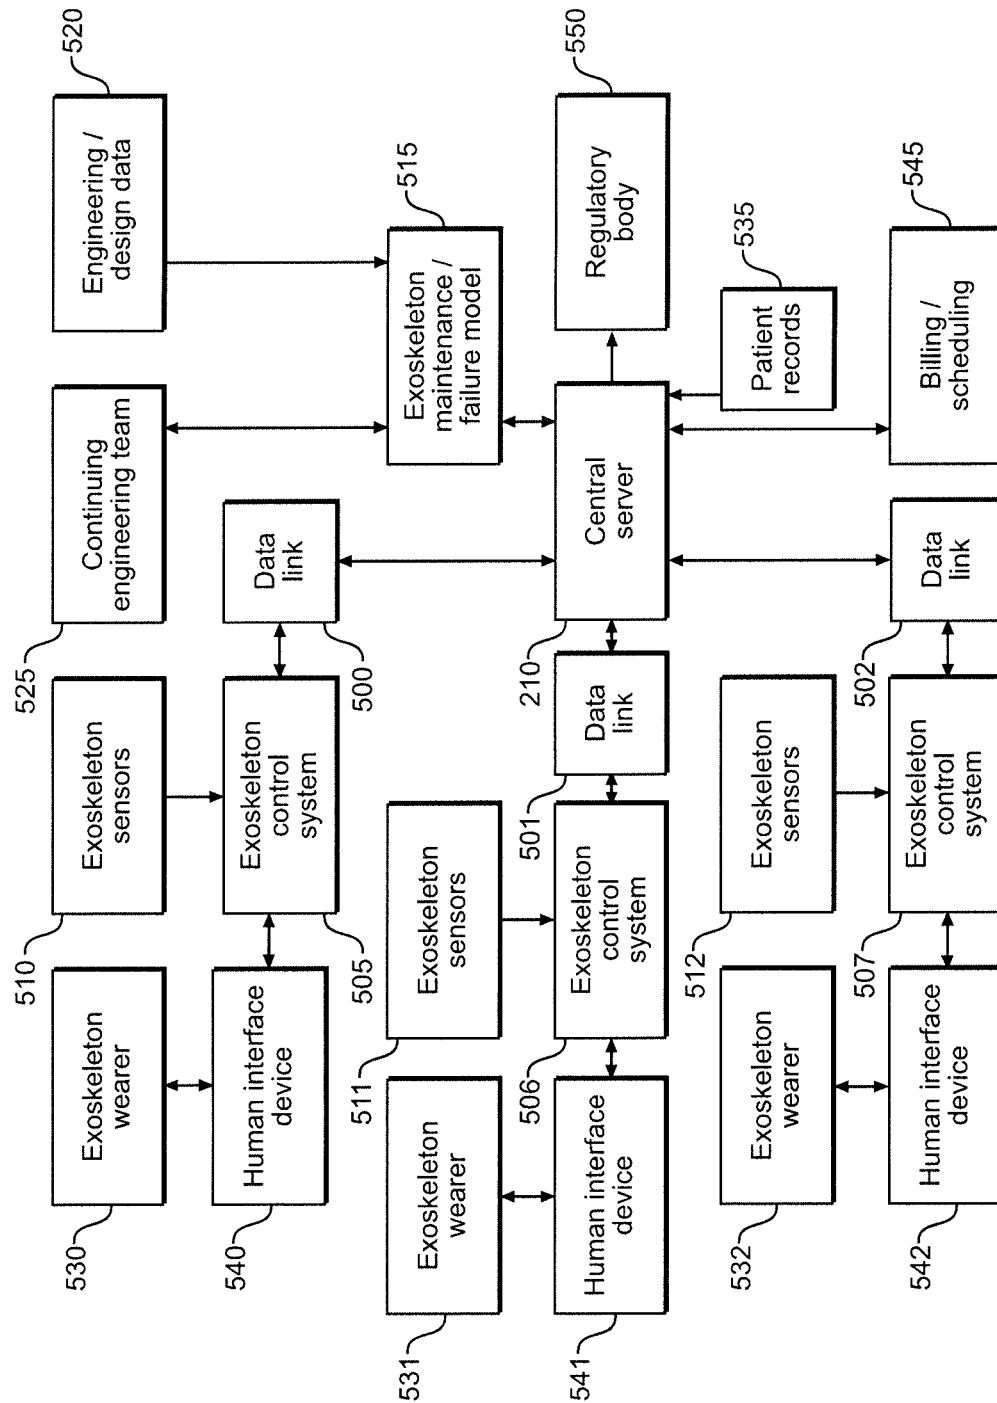 530
Exoskeleton
wearer
510
Exoskeleton
sensors
525
Continuing
engineering team
520
Engineering /
design data
540
Human interface
device
505
Exoskeleton
control
system
500
Data
link
515
Exoskeleton
maintenance /
failure model
531
Exoskeleton
wearer
511
Exoskeleton
sensors
541
Human interface
device
506
Exoskeleton
control
system
501
Data
link
210
Central
server
550
Regulatory
body
535
Patient
records
532
Exoskeleton
wearer
512
Exoskeleton
sensors
542
Human interface
device
507
Exoskeleton
control
system
502
Data
link
545
Billing /
scheduling